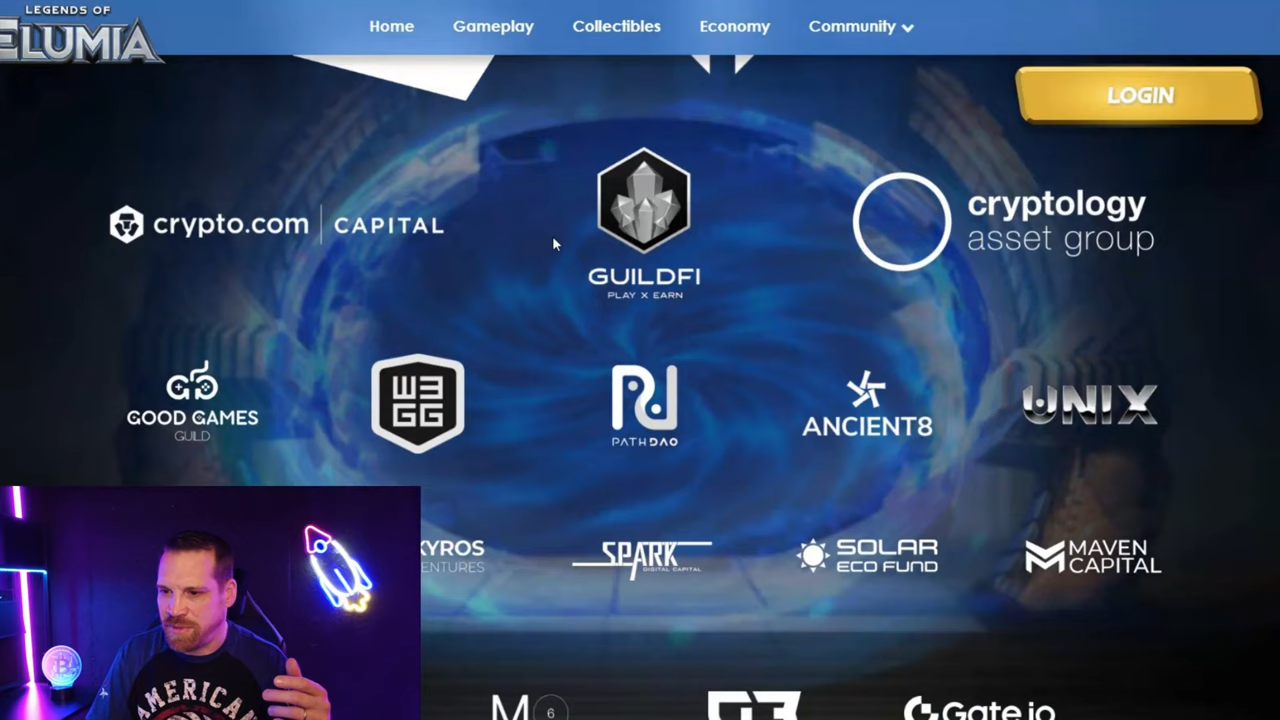 LEGENDS OF
ELUMIA
Home
Gameplay
Collectibles
Economy
Community
LOGIN
crypto.com | CAPITAL
GUILDFI
PLAY X EARN
cryptology
asset group
GOOD GAMES
GUILD
W3
GG
PATHDAO
ANCIENT8
UNIX
KYROS
ENTURES
SPARK
DIGITAL CAPITAL
SOLAR
ECO FUND
MAVEN
CAPITAL
AMERICAN
M 6
Gate.io